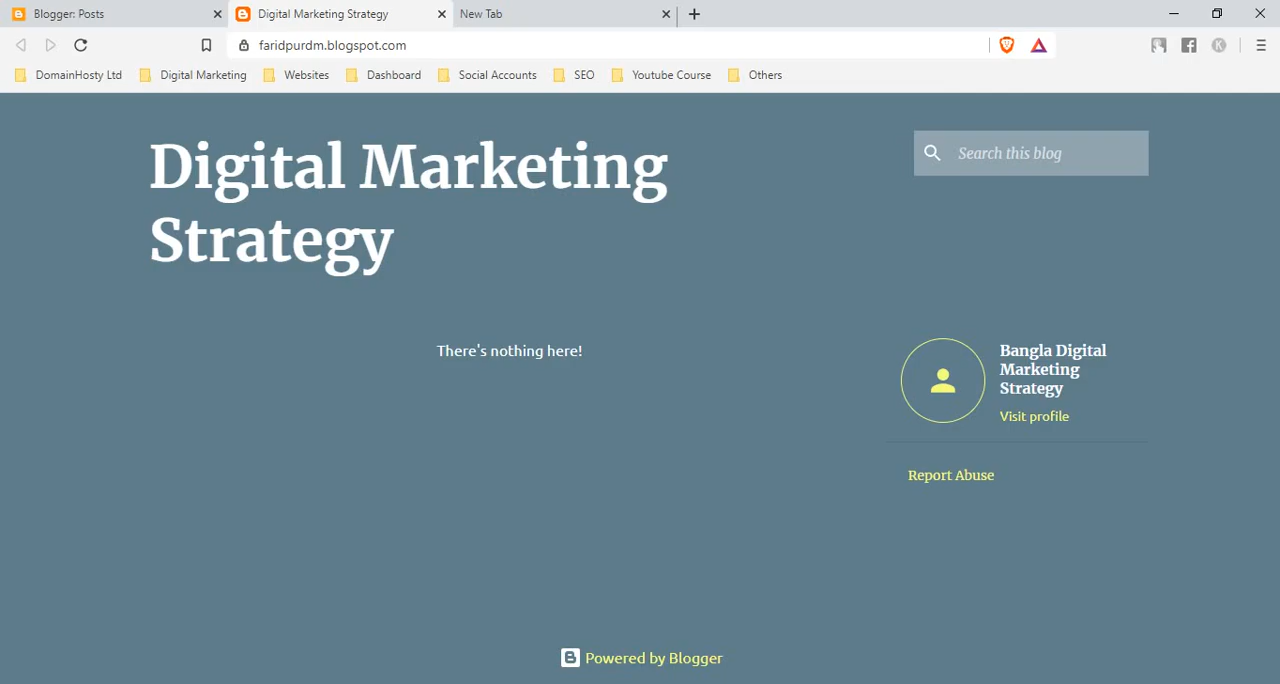 Blogger: Posts
Digital Marketing Strategy
New Tab
faridpurdm.blogspot.com
K
DomainHosty Ltd
Digital Marketing
Websites
Dashboard
Social Accounts
SEO
Youtube Course
Others
Digital Marketing
Strategy
Search this blog
There's nothing here!
Bangla Digital
Marketing
Strategy
Visit profile
Report Abuse
Powered by Blogger